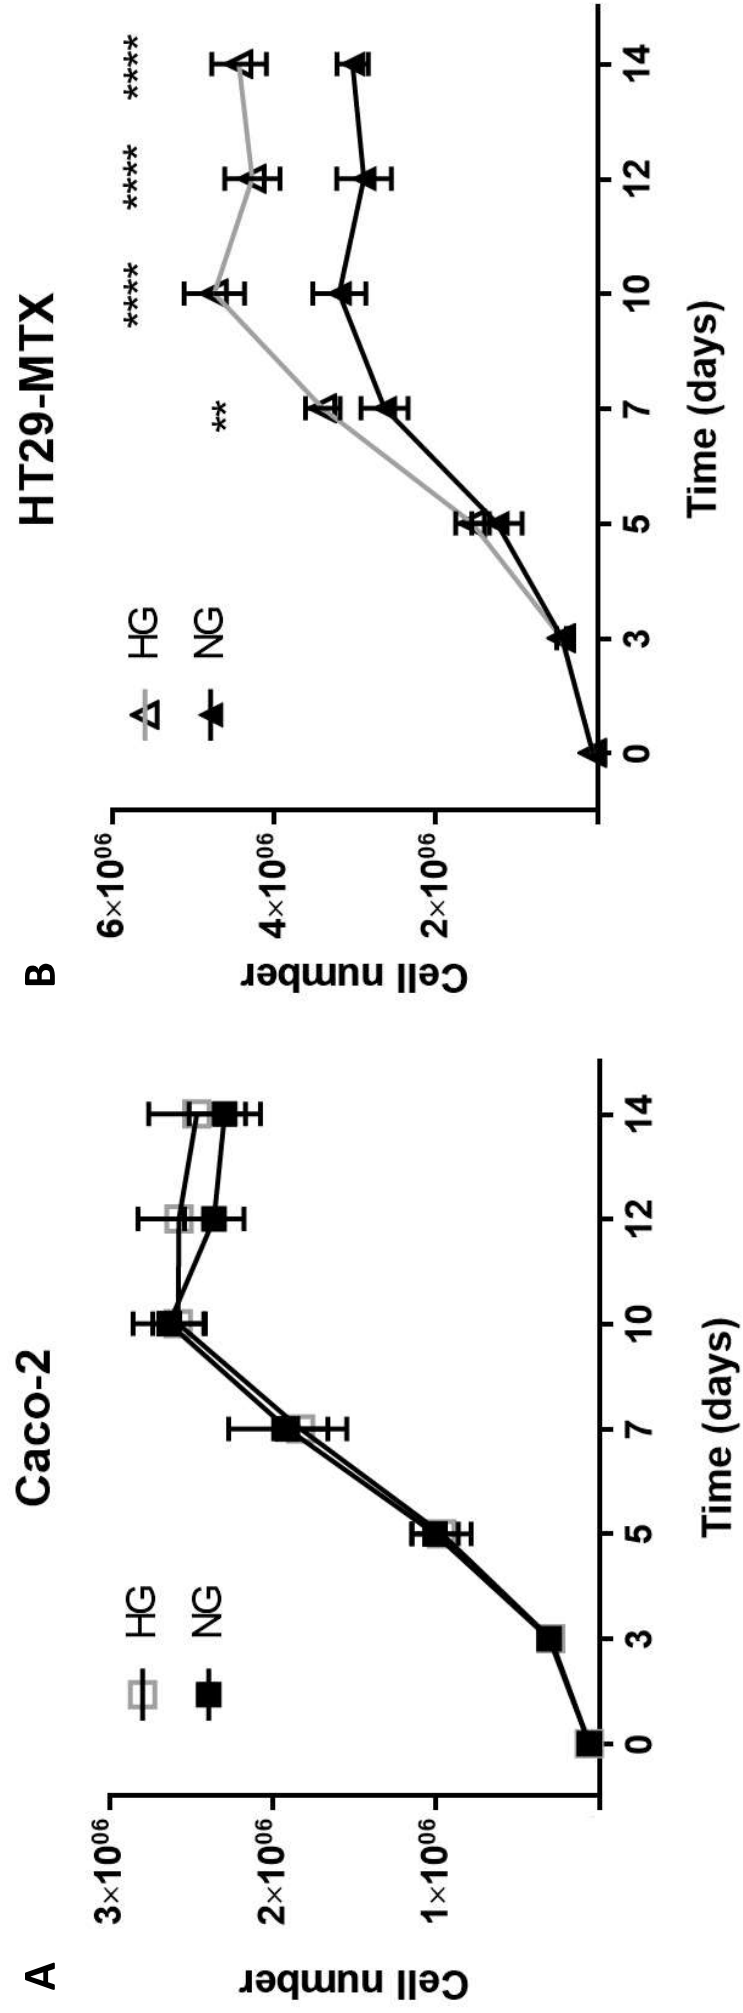 A
Caco-2
Cell number
3×10⁰⁶
2×10⁰⁶
1×10⁰⁶
HG
NG
0 3 5 7 10 12 14
Time (days)
B
HT29-MTX
Cell number
6×10⁰⁶
4×10⁰⁶
2×10⁰⁶
HG
NG
** **** **** ****
0 3 5 7 10 12 14
Time (days)